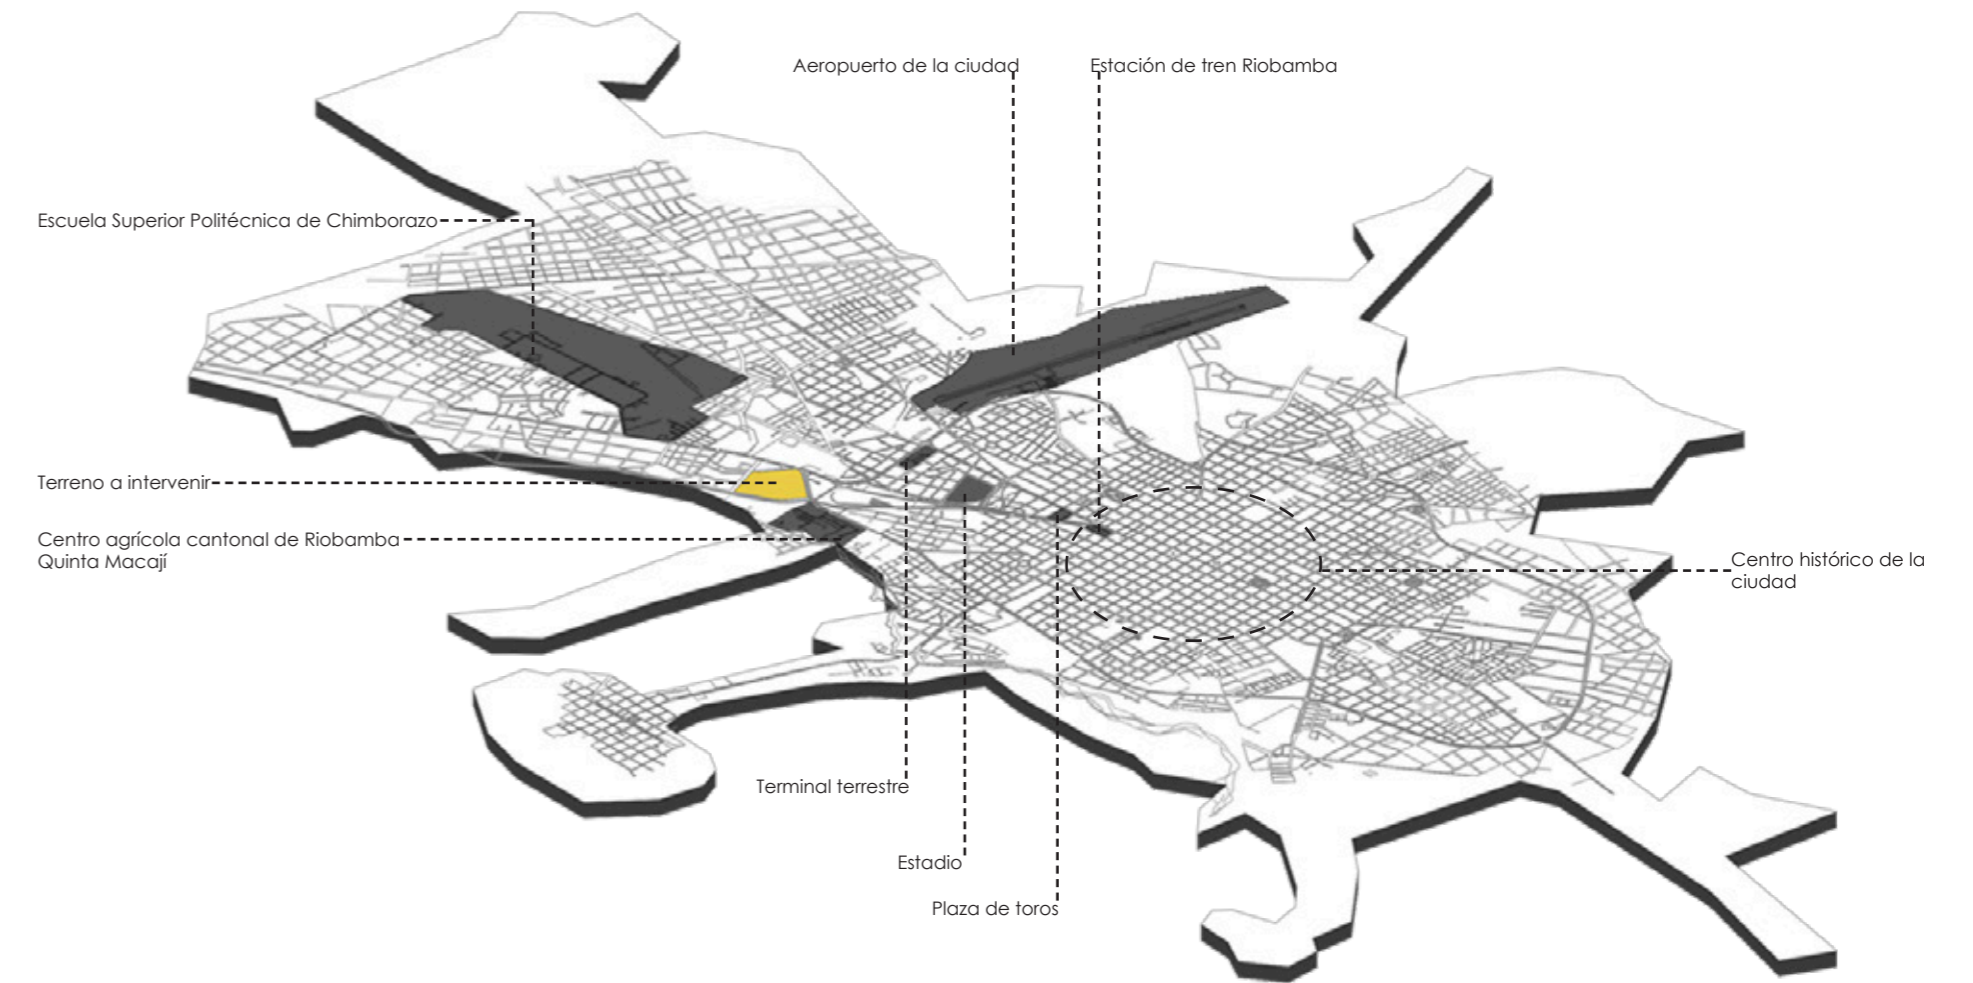 Aeropuerto de la ciudad
Estación de tren Riobamba
Escuela Superior Politécnica de Chimborazo
Terreno a intervenir
Centro agrícola cantonal de Riobamba
Quinta Macají
Centro histórico de la
ciudad
Terminal terrestre
Estadio
Plaza de toros